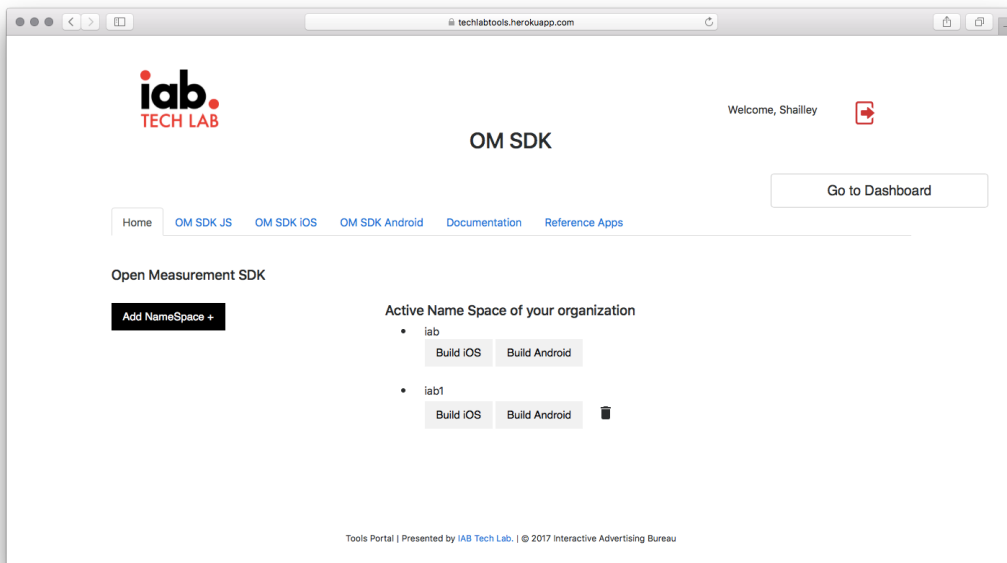 techlabtools.herokuapp.com
iab.
TECH LAB
Welcome, Shailley
OM SDK
Go to Dashboard
Home OM SDK JS OM SDK iOS OM SDK Android Documentation Reference Apps
Open Measurement SDK
Add NameSpace +
Active Name Space of your organization
iab
Build iOS Build Android
iab1
Build iOS Build Android
Tools Portal | Presented by IAB Tech Lab. | © 2017 Interactive Advertising Bureau